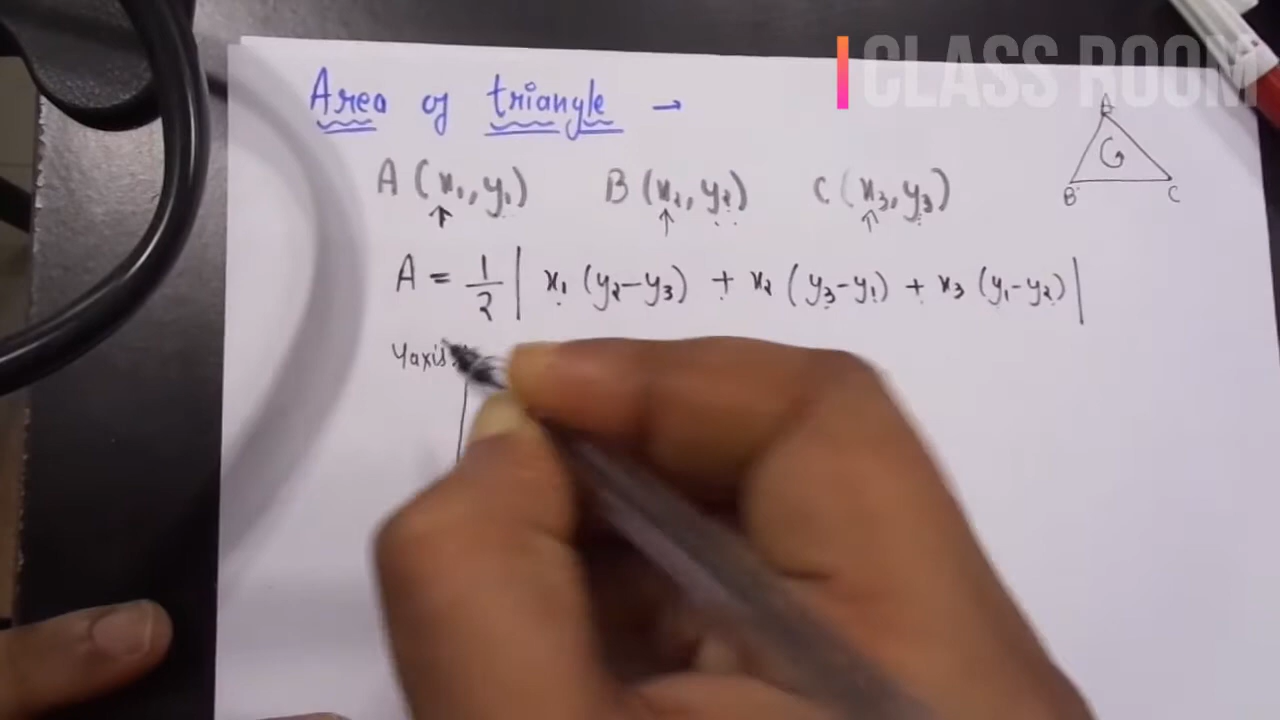 CLASS ROOM
Area of triangle →
A
G
B C
A (x₁, y₁) B (x₂, y₂) C (x₃, y₃)
A = 1/2 | x₁ (y₂-y₃) + x₂ (y₃-y₁) + x₃ (y₁-y₂) |
Yaxis